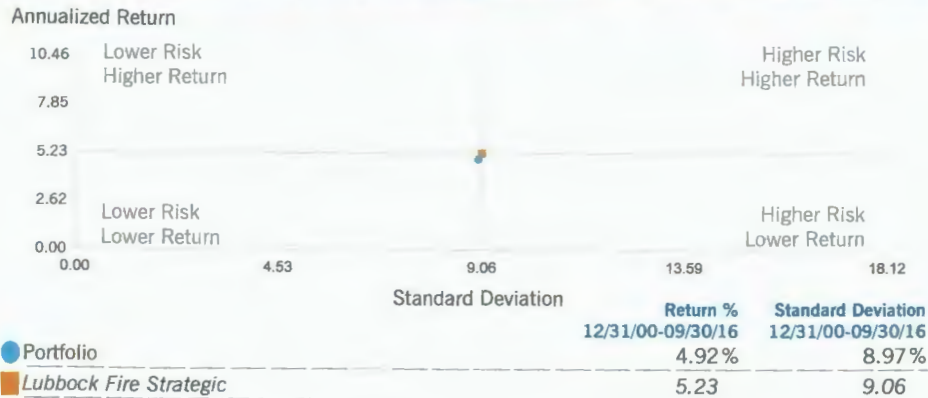 Annualized Return
10.46
Lower Risk
Higher Return
Higher Risk
Higher Return
7.85
5.23
2.62
Lower Risk
Lower Return
Higher Risk
Lower Return
0.00
0.00 4.53 9.06 13.59 18.12
Standard Deviation
Return % Standard Deviation
12/31/00-09/30/16 12/31/00-09/30/16
Portfolio 4.92% 8.97%
Lubbock Fire Strategic 5.23 9.06